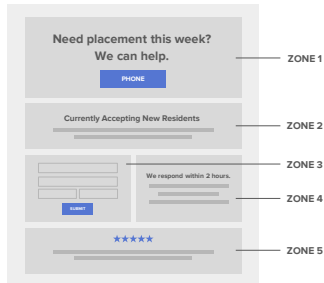 Need placement this week?
We can help.
PHONE
ZONE 1
Currently Accepting New Residents
ZONE 2
ZONE 3
SUBMIT
We respond within 2 hours.
ZONE 4
ZONE 5